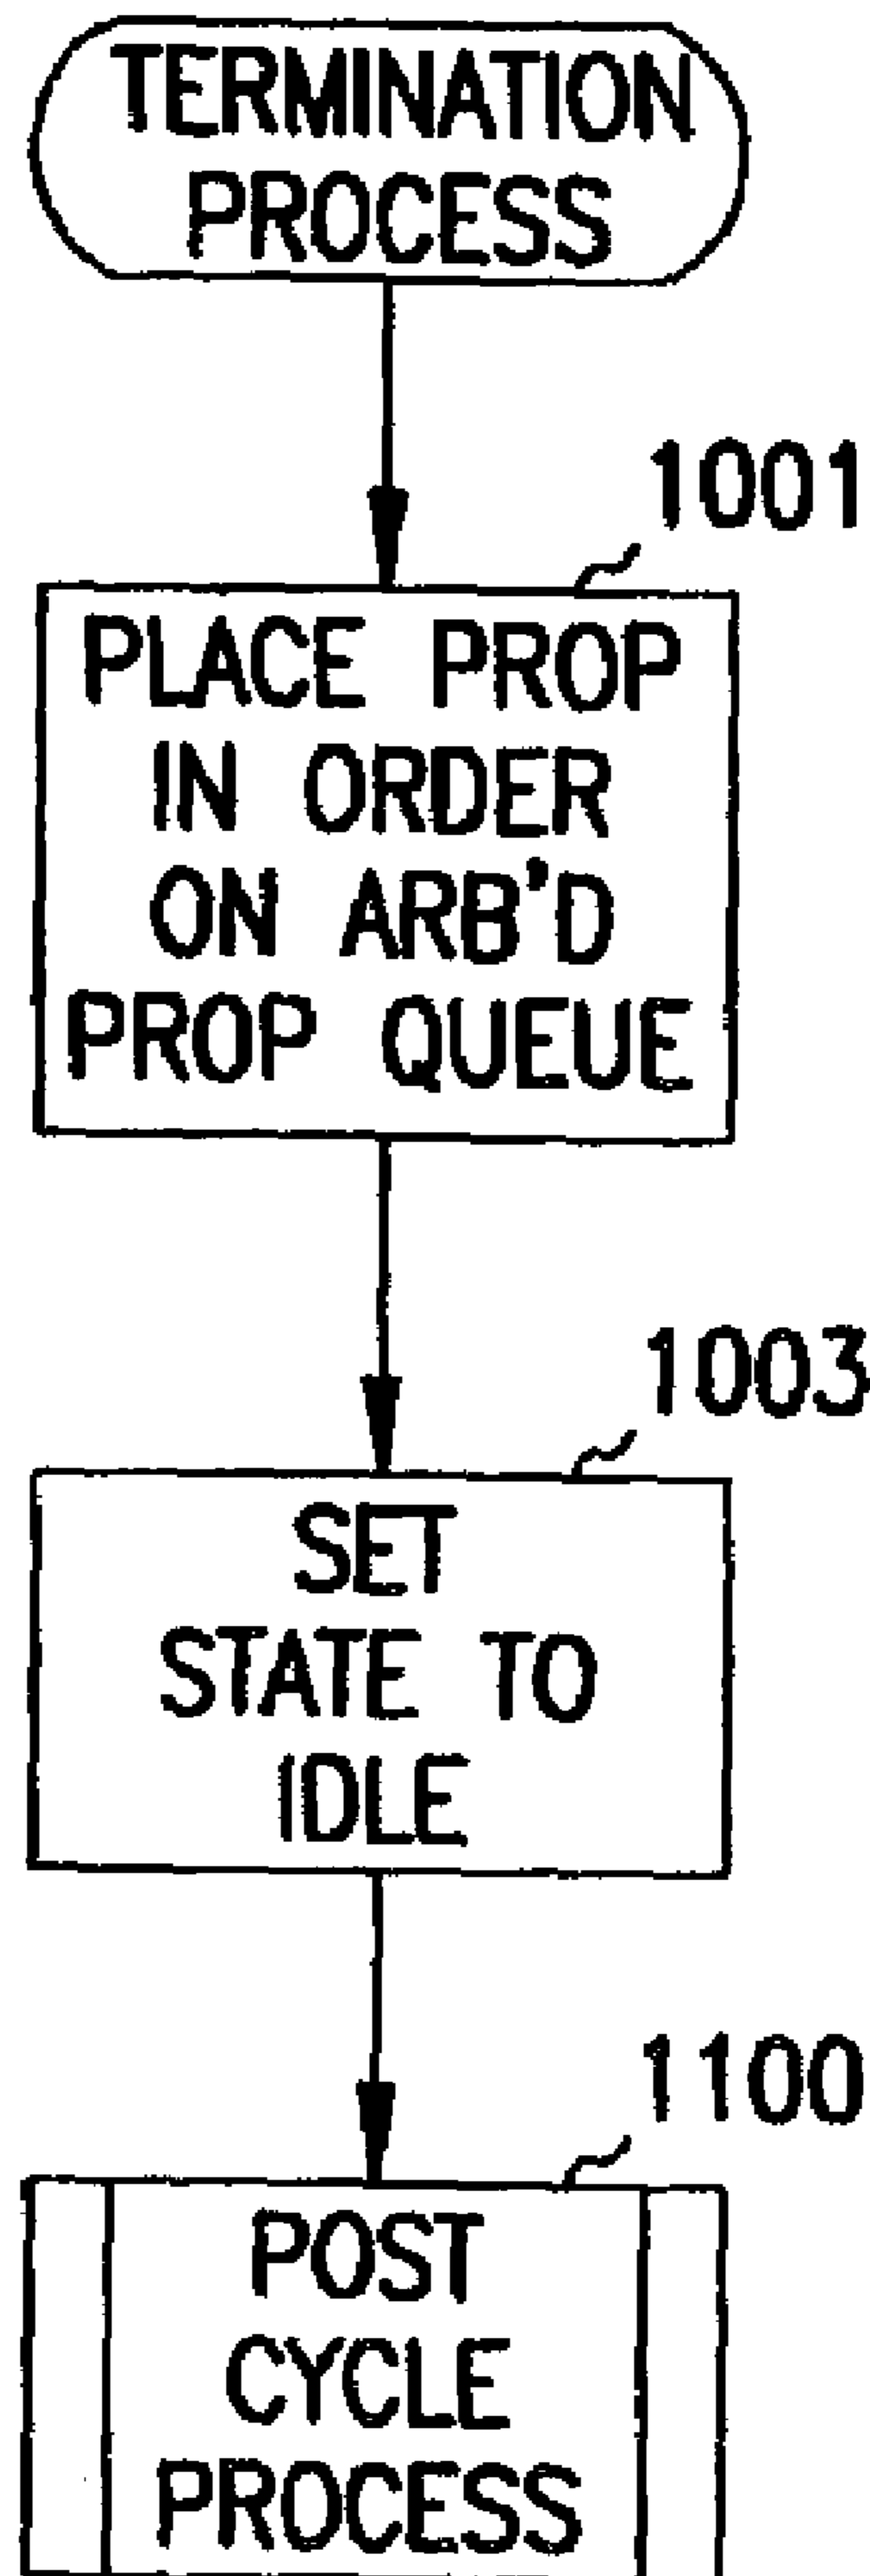 TERMINATION
PROCESS
1001
PLACE PROP
IN ORDER
ON ARB'D
PROP QUEUE
1003
SET
STATE TO
IDLE
1100
POST
CYCLE
PROCESS